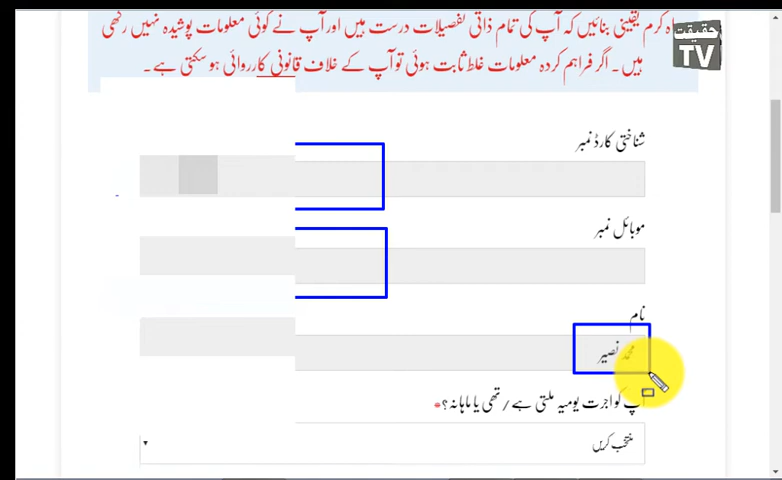 اہ کرم یقینی بنائیں کہ آپ کی تمام ذاتی تفصیلات درست ہیں اور آپ نے کوئی معلومات پوشیدہ نہیں رکھی
ہیں۔ اگر فراہم کردہ معلومات غلط ثابت ہوئی تو آپ کے خلاف قانونی کارروائی ہو سکتی ہے۔
حقیقت
TV
شناختی کارڈ نمبر
موبائل نمبر
نام
محمد نصیر
آپ کو اجرت یومیہ ملتی ہے/تھی یا ماہانہ؟*
منتخب کریں